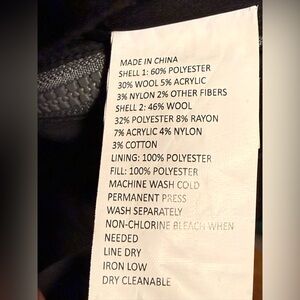 MADE IN CHINA
SHELL 1: 60% POLYESTER
30% WOOL 5% ACRYLIC
3% NYLON 2% OTHER FIBERS
SHELL 2: 46% WOOL
32% POLYESTER 8% RAYON
7% ACRYLIC 4% NYLON
3% COTTON
LINING: 100% POLYESTER
FILL: 100% POLYESTER
MACHINE WASH COLD
PERMANENT PRESS
WASH SEPARATELY
NON-CHLORINE BLEACH WHEN
NEEDED
LINE DRY
IRON LOW
DRY CLEANABLE